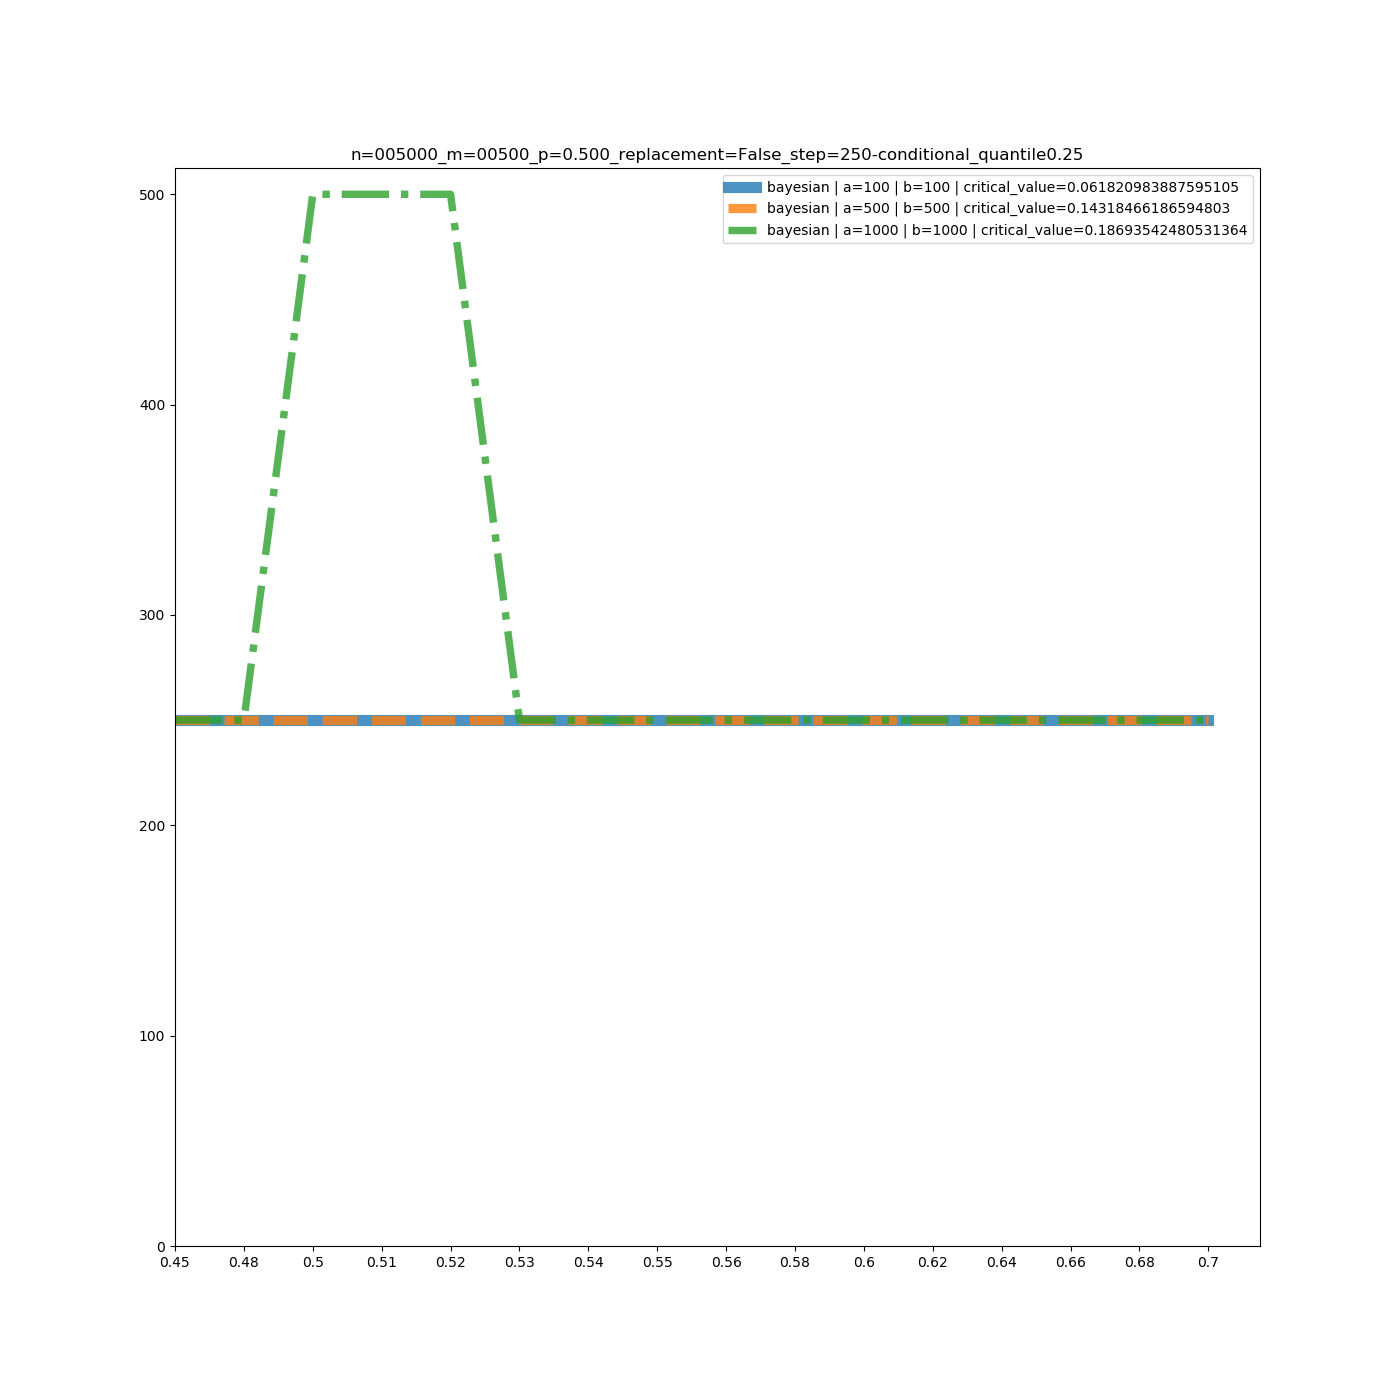 n=005000_m=00500_p=0.500_replacement=False_step=250-conditional_quantile0.25
bayesian | a=100 | b=100 | critical_value=0.061820983887595105
bayesian | a=500 | b=500 | critical_value=0.14318466186594803
bayesian | a=1000 | b=1000 | critical_value=0.18693542480531364
500
400
300
200
100
0
0.45 0.48 0.5 0.51 0.52 0.53 0.54 0.55 0.56 0.58 0.6 0.62 0.64 0.66 0.68 0.7